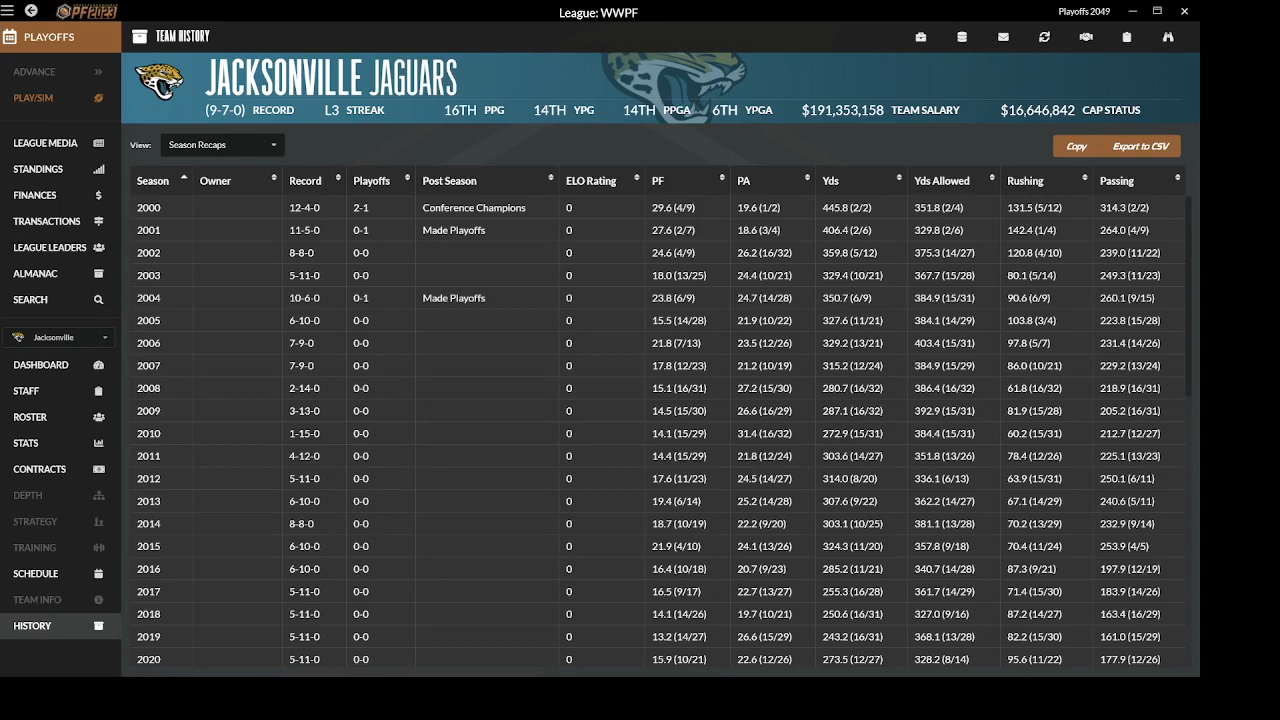 PF2023
League: WWPF
Playoffs 2049
PLAYOFFS
TEAM HISTORY
ADVANCE
PLAY/SIM
LEAGUE MEDIA
STANDINGS
FINANCES
TRANSACTIONS
LEAGUE LEADERS
ALMANAC
SEARCH
Jacksonville
DASHBOARD
STAFF
ROSTER
STATS
CONTRACTS
DEPTH
STRATEGY
TRAINING
SCHEDULE
TEAM INFO
HISTORY
JACKSONVILLE JAGUARS
(9-7-0) RECORD L3 STREAK 16TH PPG 14TH YPG 14TH PPGA 6TH YPGA $191,353,158 TEAM SALARY $16,646,842 CAP STATUS
View: Season Recaps Copy Export to CSV
Season Owner Record Playoffs Post Season ELO Rating PF PA Yds Yds Allowed Rushing Passing
2000 12-4-0 2-1 Conference Champions 0 29.6 (4/9) 19.6 (1/2) 445.8 (2/2) 351.8 (2/4) 131.5 (5/12) 314.3 (2/2)
2001 11-5-0 0-1 Made Playoffs 0 27.6 (2/7) 18.6 (3/4) 406.4 (2/6) 329.8 (2/6) 142.4 (1/4) 264.0 (4/9)
2002 8-8-0 0-0 0 24.6 (4/9) 26.2 (16/32) 359.8 (5/12) 375.3 (14/27) 120.8 (4/10) 239.0 (11/22)
2003 5-11-0 0-0 0 18.0 (13/25) 24.4 (10/21) 329.4 (10/21) 367.7 (15/28) 80.1 (5/14) 249.3 (11/23)
2004 10-6-0 0-1 Made Playoffs 0 23.8 (6/9) 24.7 (14/28) 350.7 (6/9) 384.9 (15/31) 90.6 (6/9) 260.1 (9/15)
2005 6-10-0 0-0 0 15.5 (14/28) 21.9 (10/22) 327.6 (11/21) 384.1 (14/29) 103.8 (3/4) 223.8 (15/28)
2006 7-9-0 0-0 0 21.8 (7/13) 23.5 (12/26) 329.2 (13/21) 403.4 (15/31) 97.8 (5/7) 231.4 (14/26)
2007 7-9-0 0-0 0 17.8 (12/23) 21.2 (10/19) 315.2 (12/24) 384.9 (15/29) 86.0 (10/21) 229.2 (13/24)
2008 2-14-0 0-0 0 15.1 (16/31) 27.2 (15/30) 280.7 (16/32) 386.4 (16/32) 61.8 (16/32) 218.9 (16/31)
2009 3-13-0 0-0 0 14.5 (15/30) 26.6 (16/29) 287.1 (16/32) 392.9 (15/31) 81.9 (15/28) 205.2 (16/31)
2010 1-15-0 0-0 0 14.1 (15/29) 31.4 (16/32) 272.9 (15/31) 384.4 (15/31) 60.2 (15/31) 212.7 (12/27)
2011 4-12-0 0-0 0 14.4 (15/29) 21.8 (12/24) 303.6 (14/27) 351.8 (13/26) 78.4 (12/26) 225.1 (13/23)
2012 5-11-0 0-0 0 17.6 (11/23) 24.5 (14/27) 314.0 (8/20) 336.1 (6/13) 63.9 (15/31) 250.1 (6/11)
2013 6-10-0 0-0 0 19.4 (6/14) 25.2 (14/28) 307.6 (9/22) 362.2 (14/27) 67.1 (14/29) 240.6 (5/11)
2014 8-8-0 0-0 0 18.7 (10/19) 22.2 (9/20) 303.1 (10/25) 381.1 (13/28) 70.2 (13/29) 232.9 (9/14)
2015 6-10-0 0-0 0 21.9 (4/10) 24.1 (13/26) 324.3 (11/20) 357.8 (9/18) 70.4 (11/24) 253.9 (4/5)
2016 6-10-0 0-0 0 16.4 (10/18) 20.7 (9/23) 285.2 (11/21) 340.7 (14/28) 87.3 (9/21) 197.9 (12/19)
2017 5-11-0 0-0 0 16.5 (9/17) 22.7 (13/27) 255.3 (16/28) 361.7 (14/29) 71.4 (15/30) 183.9 (14/26)
2018 5-11-0 0-0 0 14.1 (14/26) 19.7 (10/21) 250.6 (16/31) 327.0 (9/16) 87.2 (14/27) 163.4 (16/29)
2019 5-11-0 0-0 0 13.2 (14/27) 26.6 (15/29) 243.2 (16/31) 368.1 (13/28) 82.2 (15/30) 161.0 (15/29)
2020 5-11-0 0-0 0 15.9 (10/21) 22.6 (12/26) 273.5 (12/27) 328.2 (8/14) 95.6 (11/22) 177.9 (12/26)